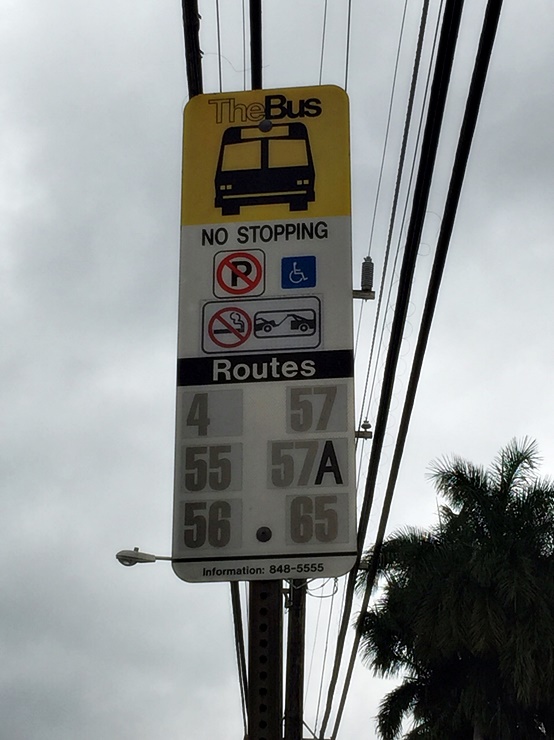 TheBus
NO STOPPING
P
Routes
4 57
55 57A
56 65
Information: 848-5555